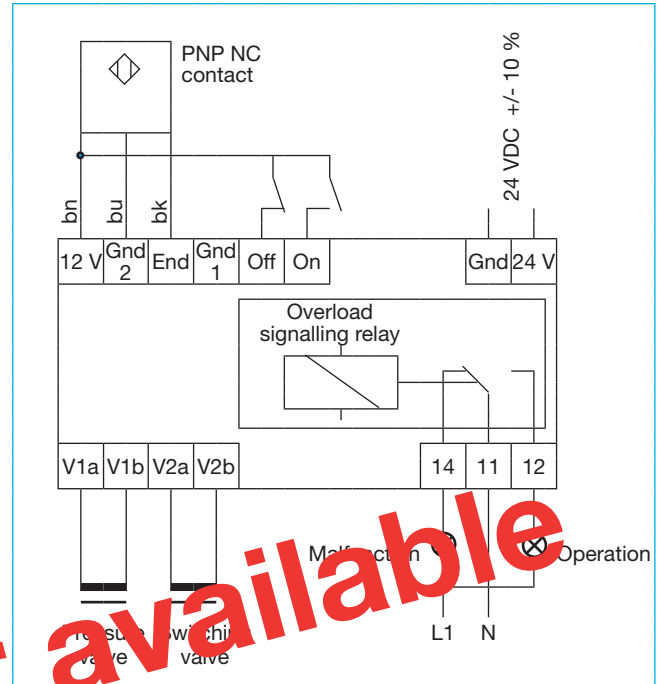 PNP NC
contact
24 VDC +/- 10 %
bn
bu
bk
12 V
Gnd
2
End
Gnd
1
Off
On
Gnd
24 V
Overload
signalling relay
V1a
V1b
V2a
V2b
14
11
12
Operation
L1
N
valve
available